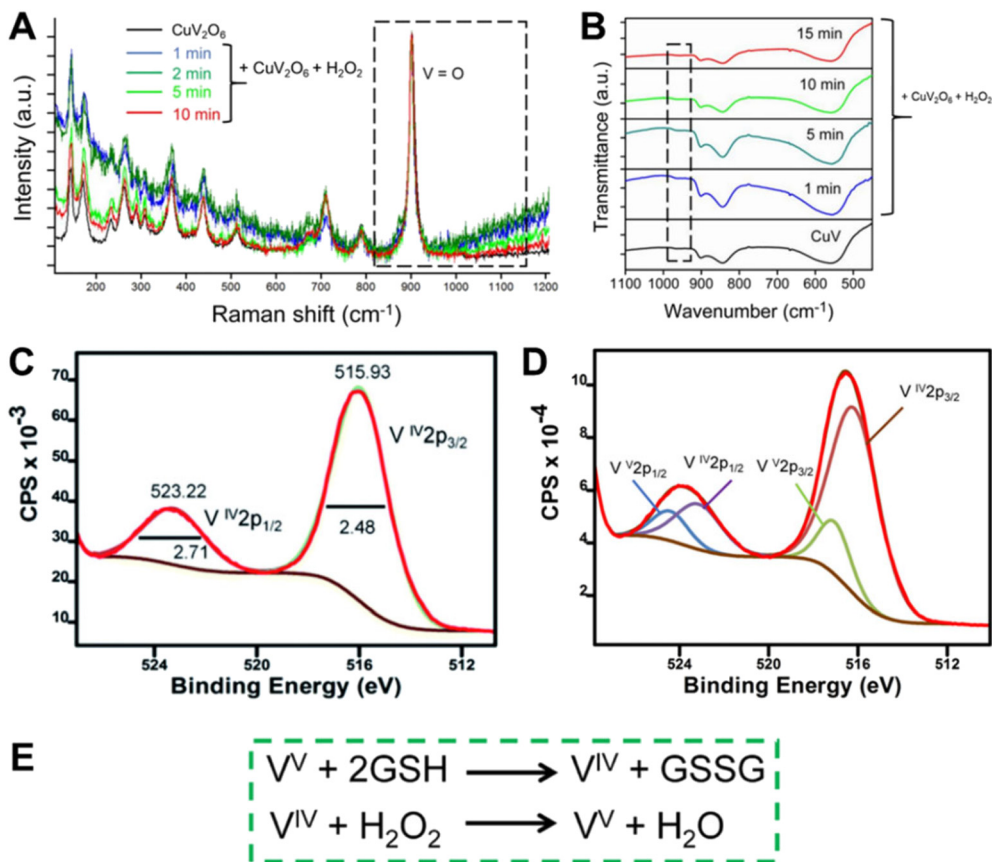 A
CuV2O6
1 min
2 min
5 min
10 min
+ CuV2O6 + H2O2
V = O
Intensity (a.u.)
200 300 400 500 600 700 800 900 1000 1100 1200
Raman shift (cm-1)
B
15 min
10 min
5 min
1 min
CuV
+ CuV2O6 + H2O2
Transmittance (a.u.)
1100 1000 900 800 700 600 500
Wavenumber (cm-1)
C
515.93
V IV2p3/2
523.22
V IV2p1/2
2.48
2.71
CPS x 10-3
70
60
50
40
30
20
10
524 520 516 512
Binding Energy (eV)
D
V IV2p3/2
V V2p1/2
V IV2p1/2
V V2p3/2
CPS x 10-4
10
8
6
4
2
524 520 516 512
Binding Energy (eV)
E
VV + 2GSH → VIV + GSSG
VIV + H2O2 → VV + H2O